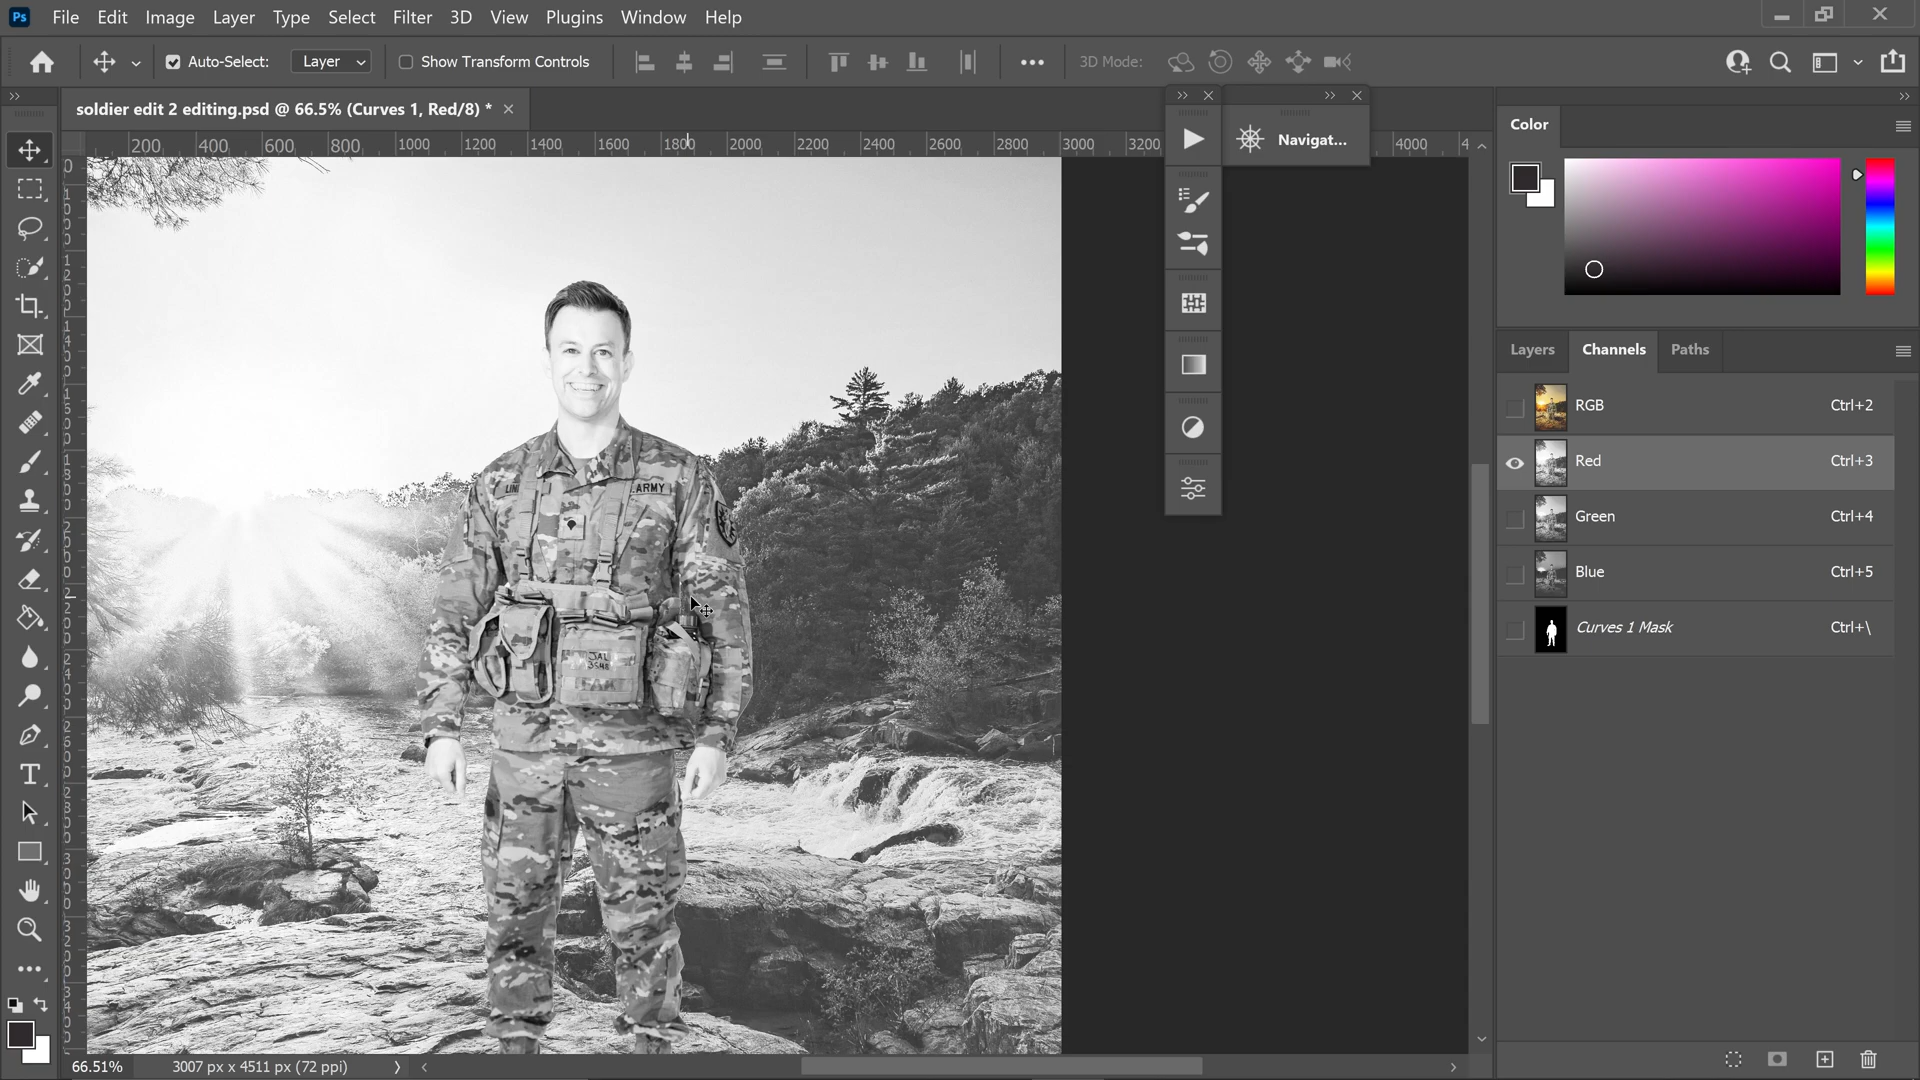 Ps File Edit Image Layer Type Select Filter 3D View Plugins Window Help
Auto-Select: Layer Show Transform Controls 3D Mode:
soldier edit 2 editing.psd @ 66.5% (Curves 1, Red/8) *
200 400 600 800 1000 1200 1400 1600 1800 2000 2200 2400 2600 2800 3000 3200 4000 4
Navigat...
Color
Layers Channels Paths
RGB Ctrl+2
Red Ctrl+3
Green Ctrl+4
Blue Ctrl+5
Curves 1 Mask Ctrl+\
ARMY
JAL
66.51% 3007 px x 4511 px (72 ppi)